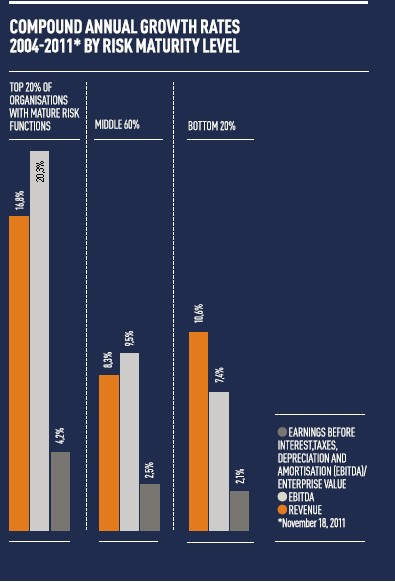 COMPOUND ANNUAL GROWTH RATES
2004-2011* BY RISK MATURITY LEVEL
TOP 20% OF
ORGANISATIONS
WITH MATURE RISK
FUNCTIONS
MIDDLE 60%
BOTTOM 20%
16,8%
20,3%
4,2%
8,3%
9,5%
2,5%
10,6%
7,4%
2,1%
EARNINGS BEFORE
INTEREST,TAXES,
DEPRECIATION AND
AMORTISATION (EBITDA)/
ENTERPRISE VALUE
EBITDA
REVENUE
*November 18, 2011